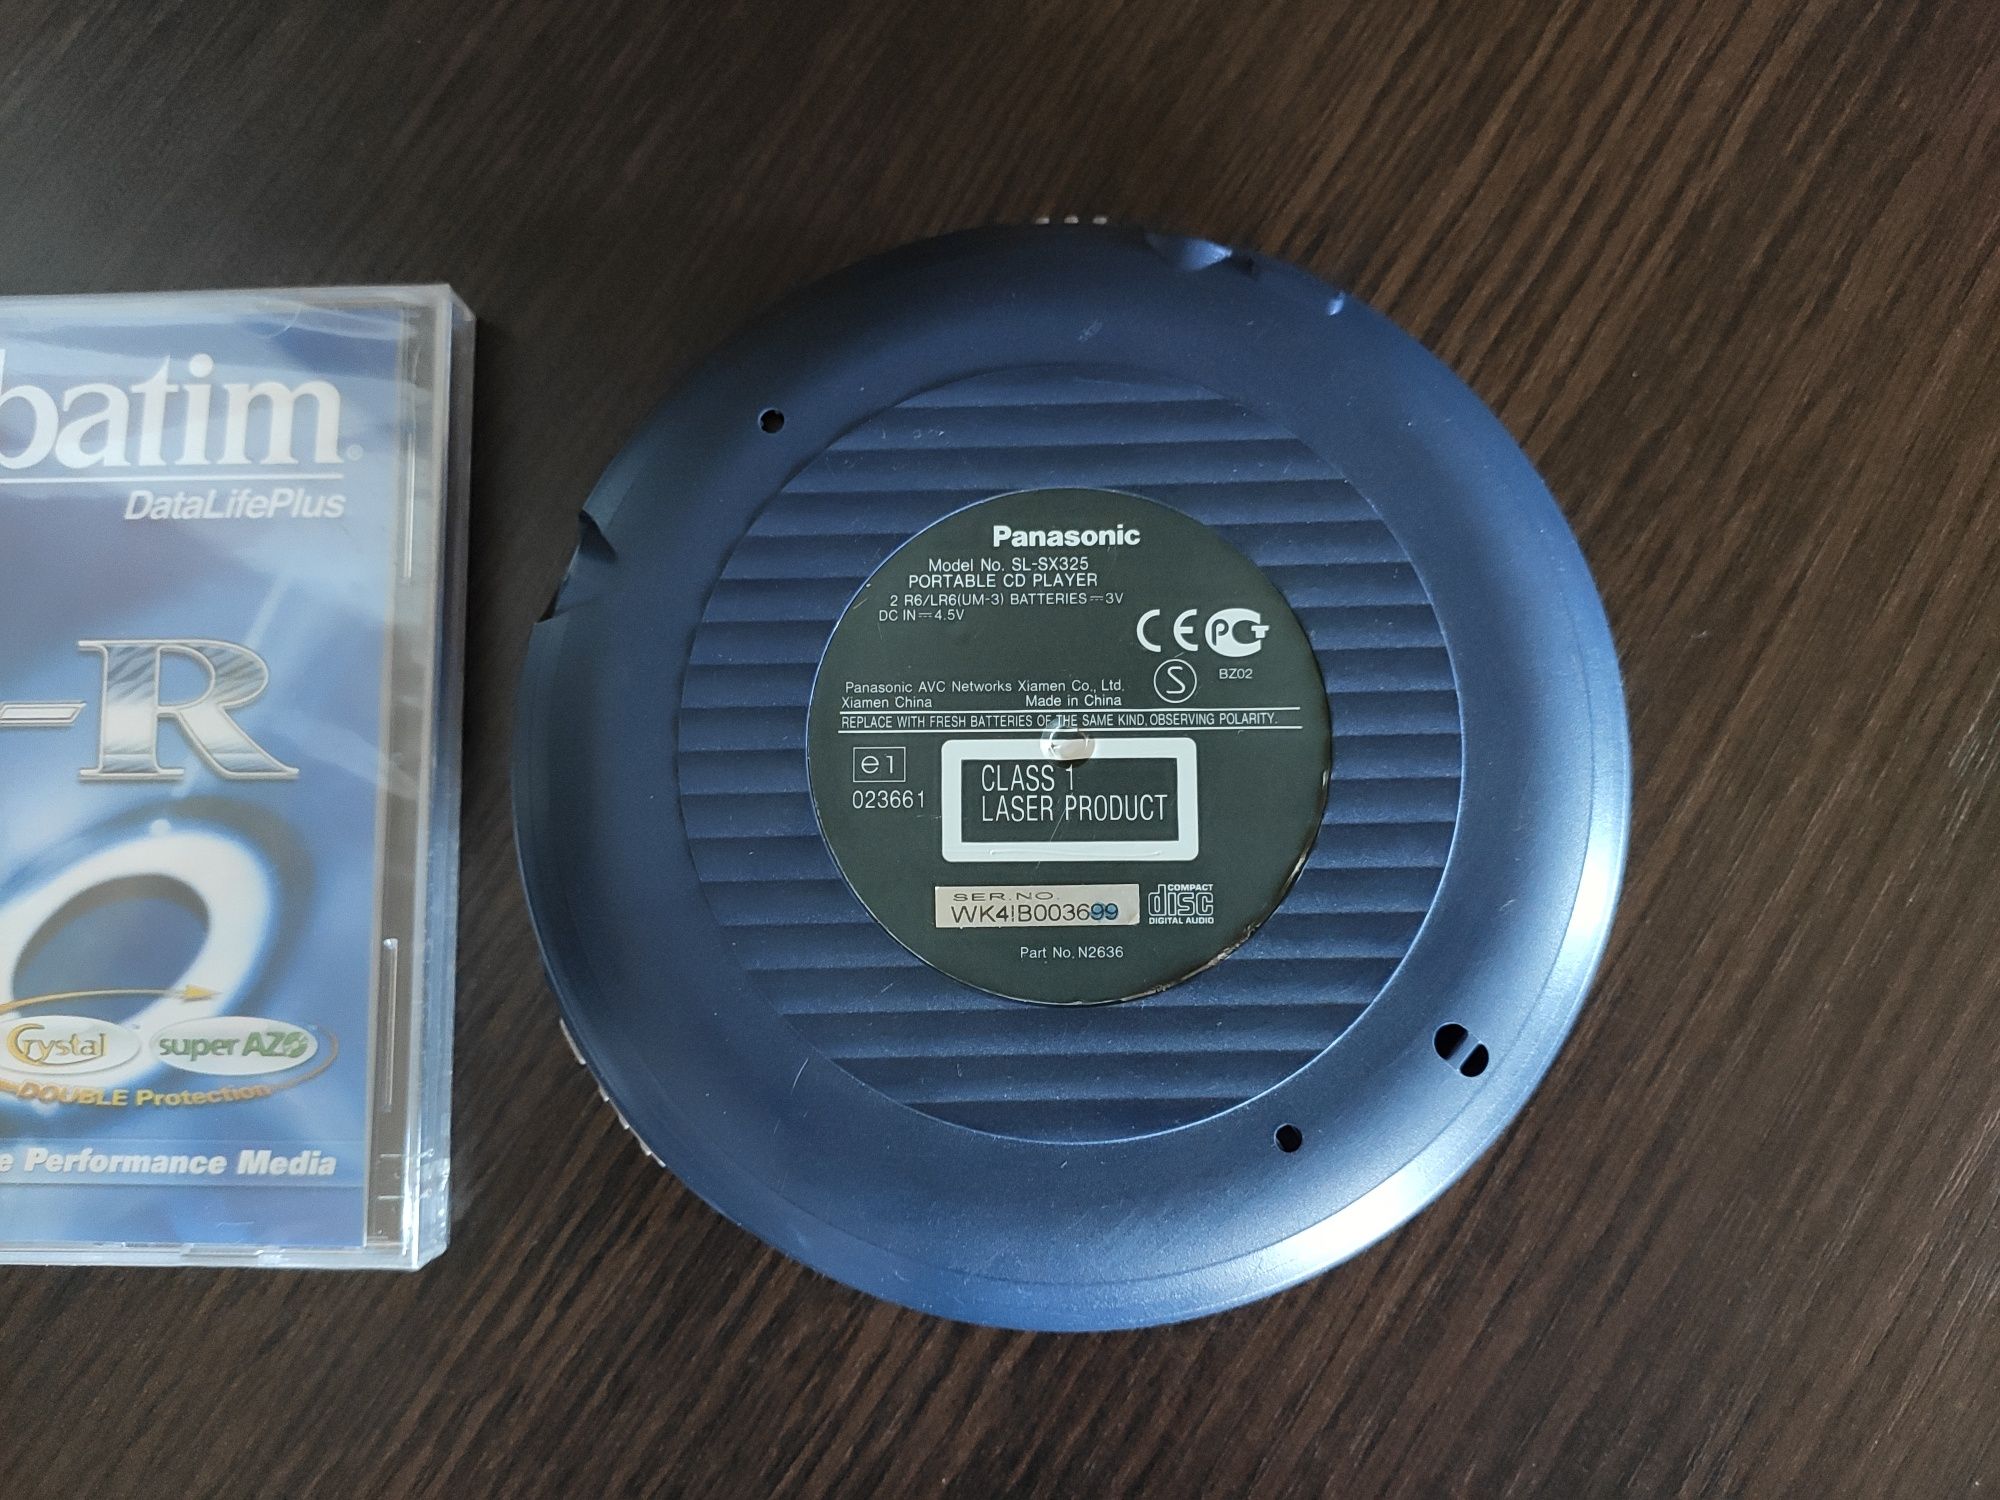 batim®
DataLifePlus
-R
Crystal
super AZO
DOUBLE Protection
e Performance Media
Panasonic
Model No. SL-SX325
PORTABLE CD PLAYER
2 R6/LR6(UM-3) BATTERIES⎓3V
DC IN⎓4.5V
CE PCT
S BZ02
Panasonic AVC Networks Xiamen Co., Ltd.
Xiamen China Made in China
REPLACE WITH FRESH BATTERIES OF THE SAME KIND, OBSERVING POLARITY.
e1
023661
CLASS 1
LASER PRODUCT
SER.NO.
WK4IB003699
COMPACT
disc
DIGITAL AUDIO
Part No. N2636